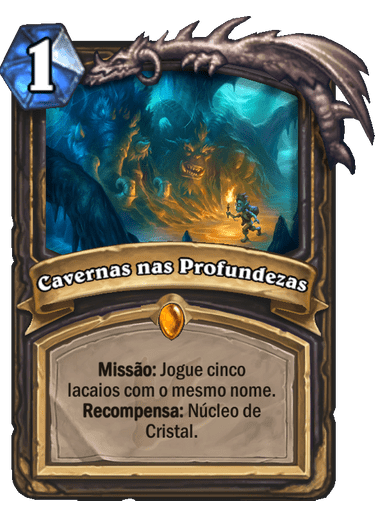 1
Cavernas nas Profundezas
Missão: Jogue cinco
lacaios com o mesmo nome.
Recompensa: Núcleo de
Cristal.